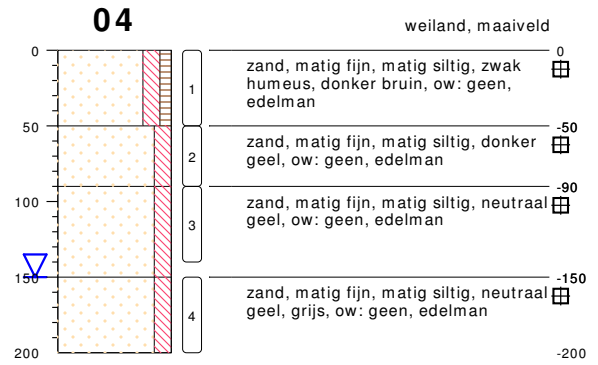 04
weiland, maaiveld
0
0
zand, matig fijn, matig siltig, zwak
humeus, donker bruin, ow: geen,
edelman
1
50
-50
zand, matig fijn, matig siltig, donker
geel, ow: geen, edelman
2
-90
100
zand, matig fijn, matig siltig, neutraal
geel, ow: geen, edelman
3
150
-150
zand, matig fijn, matig siltig, neutraal
geel, grijs, ow: geen, edelman
4
200
-200